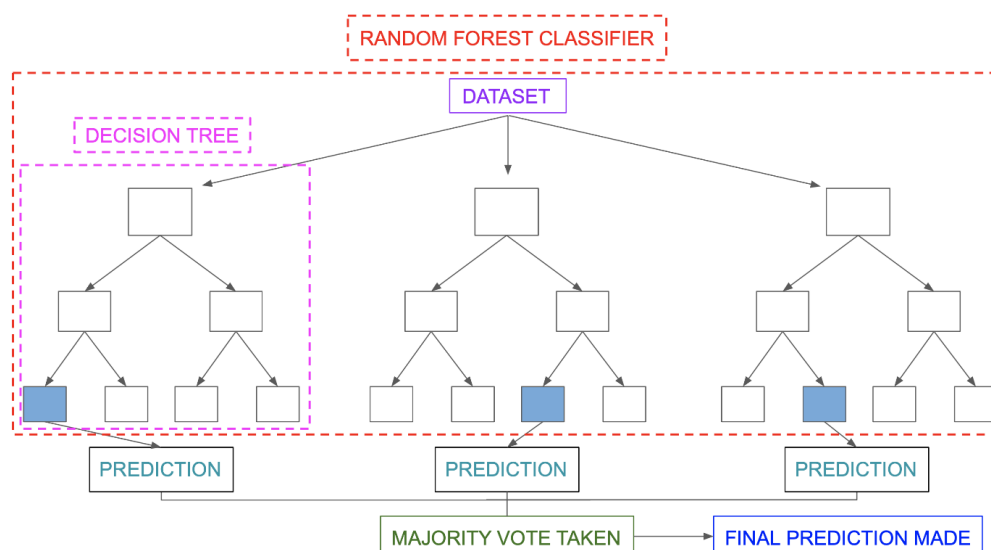 RANDOM FOREST CLASSIFIER
DATASET
DECISION TREE
PREDICTION
PREDICTION
PREDICTION
MAJORITY VOTE TAKEN
FINAL PREDICTION MADE